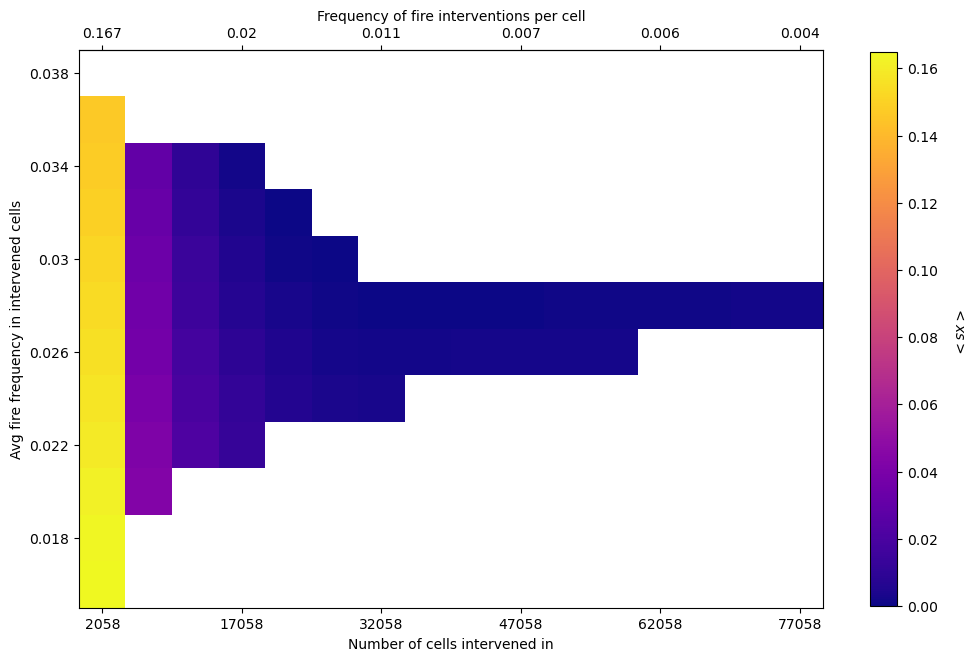 Frequency of fire interventions per cell
0.167 0.02 0.011 0.007 0.006 0.004
0.038
0.034
0.03
0.026
0.022
0.018
Avg fire frequency in intervened cells
2058 17058 32058 47058 62058 77058
Number of cells intervened in
0.16
0.14
0.12
0.10
0.08
0.06
0.04
0.02
0.00
< xs >